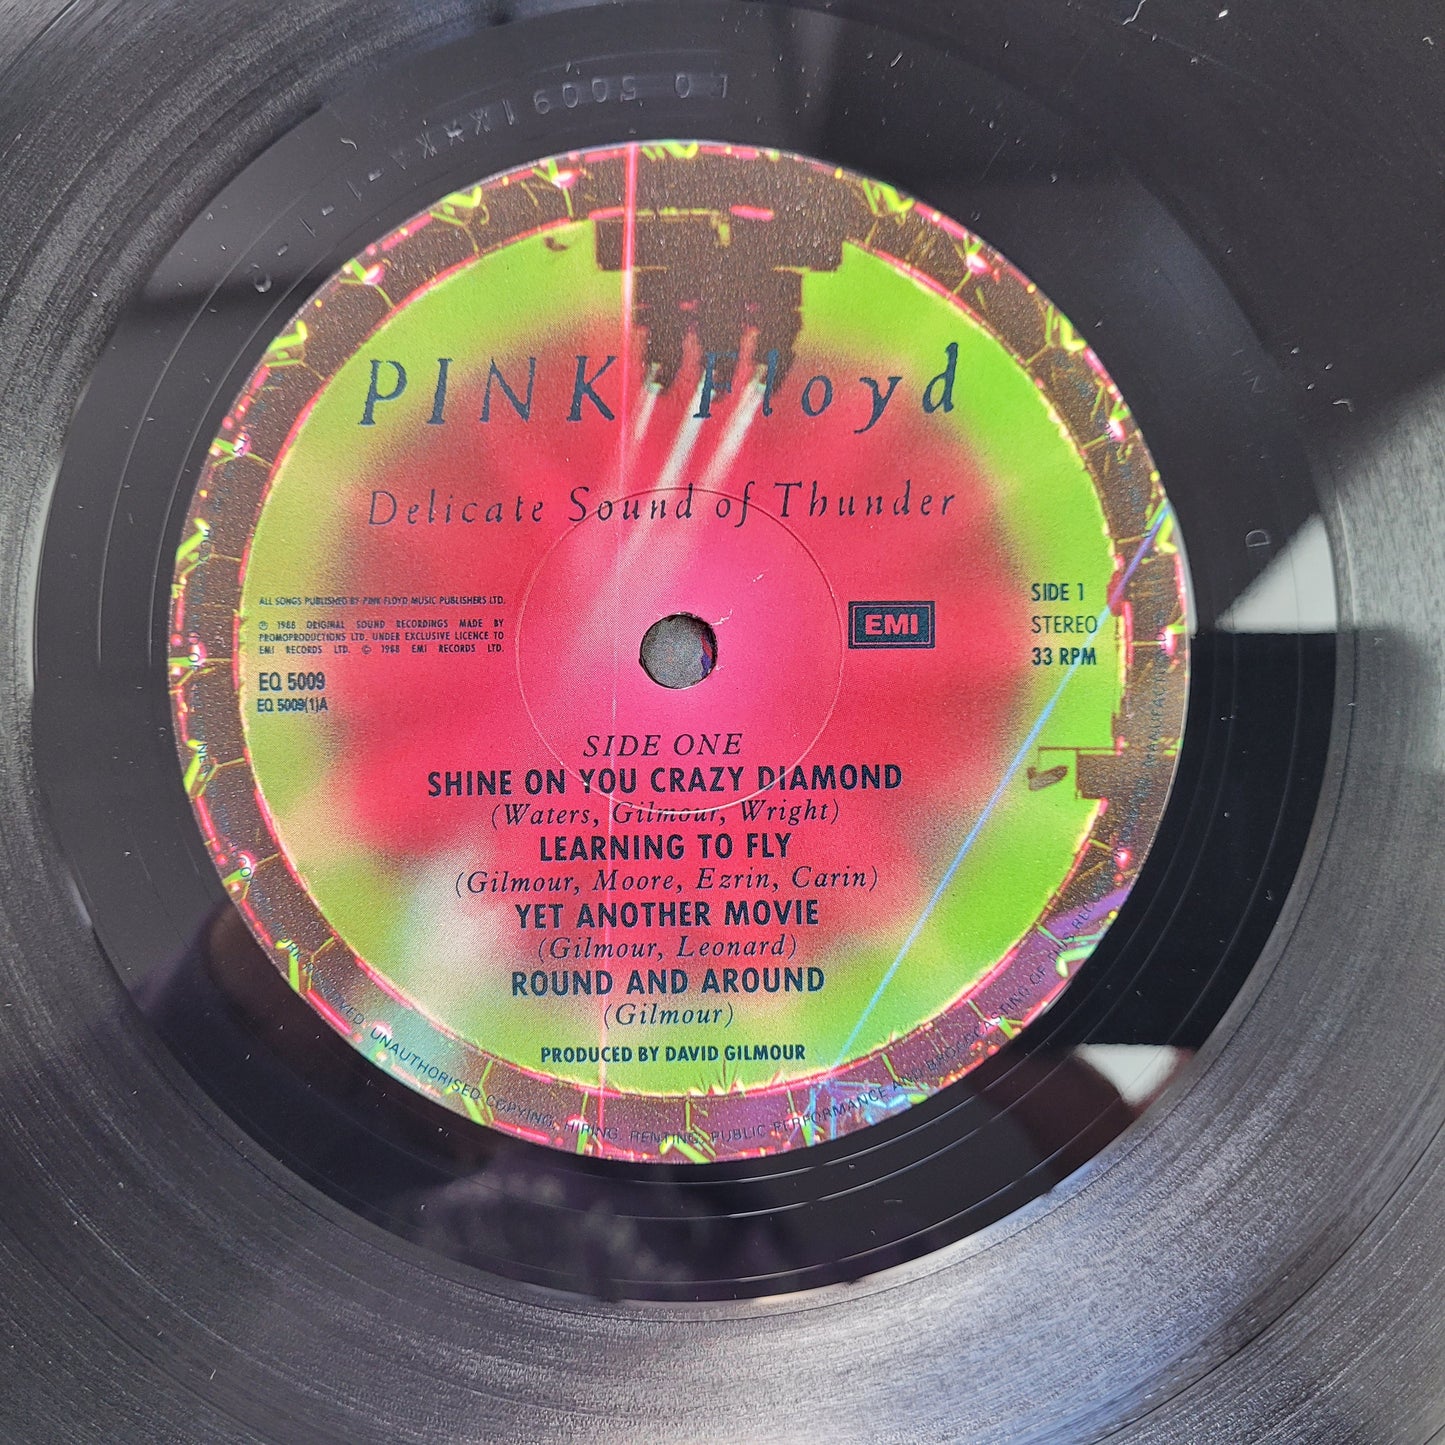 PINK Floyd
Delicate Sound of Thunder
ALL SONGS PUBLISHED BY PINK FLOYD MUSIC PUBLISHERS LTD.
℗ 1988 ORIGINAL SOUND RECORDINGS MADE BY
PROMOPRODUCTIONS LTD. UNDER EXCLUSIVE LICENCE TO
EMI RECORDS LTD. © 1988 EMI RECORDS LTD.
EQ 5009
EQ 5009(1)A
EMI
SIDE 1
STEREO
33 RPM
SIDE ONE
SHINE ON YOU CRAZY DIAMOND
(Waters, Gilmour, Wright)
LEARNING TO FLY
(Gilmour, Moore, Ezrin, Carin)
YET ANOTHER MOVIE
(Gilmour, Leonard)
ROUND AND AROUND
(Gilmour)
PRODUCED BY DAVID GILMOUR
UNAUTHORISED COPYING, HIRING, RENTING, PUBLIC PERFORMANCE AND BROADCASTING OF THIS